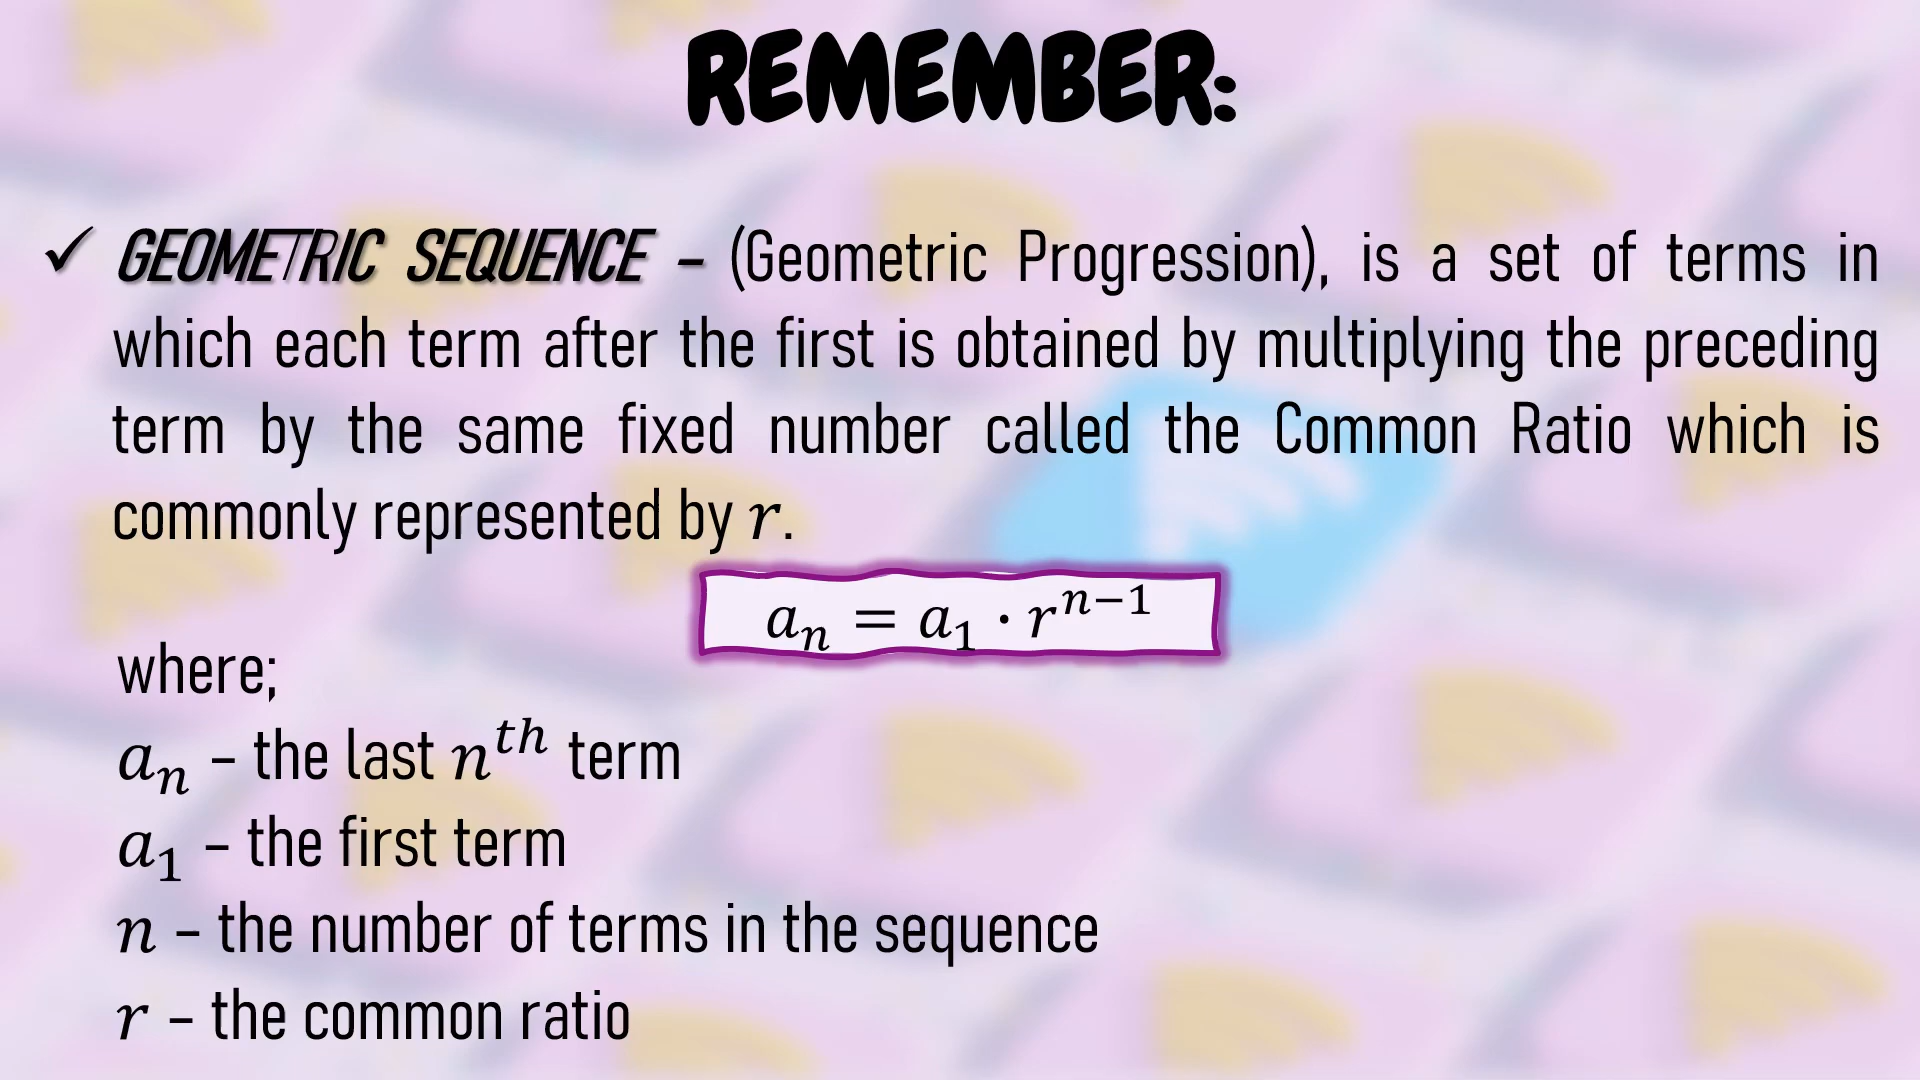 REMEMBER:
✓ GEOMETRIC SEQUENCE – (Geometric Progression), is a set of terms in
which each term after the first is obtained by multiplying the preceding
term by the same fixed number called the Common Ratio which is
commonly represented by r.
aₙ = a₁ · rⁿ⁻¹
where;
aₙ – the last nᵗʰ term
a₁ – the first term
n – the number of terms in the sequence
r – the common ratio